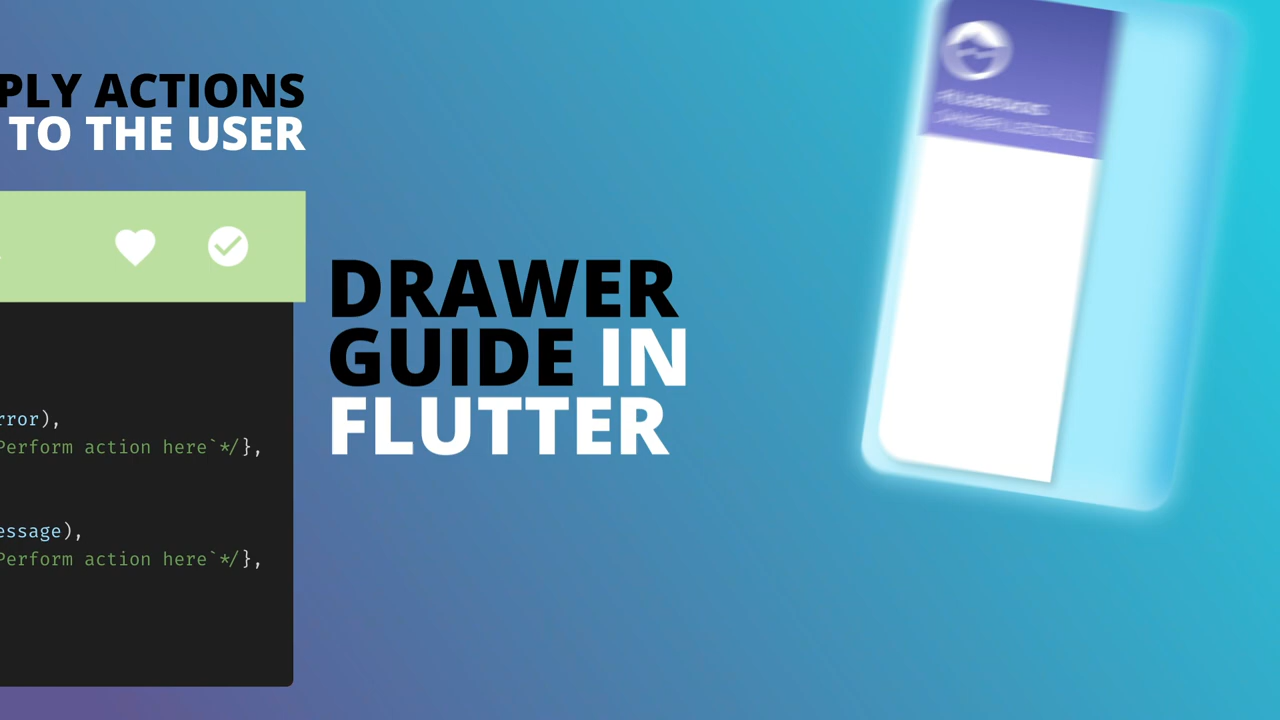 PLY ACTIONS
TO THE USER
rror),
Perform action here`*/},
essage),
Perform action here`*/},
DRAWER
GUIDE IN
FLUTTER